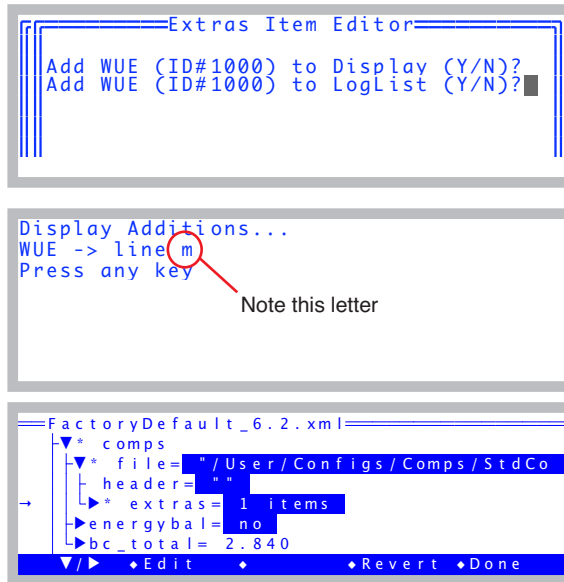 Extras Item Editor
Add WUE (ID#1000) to Display (Y/N)?
Add WUE (ID#1000) to LogList (Y/N)?
Display Additions...
WUE -> line m
Press any key
Note this letter
FactoryDefault_6.2.xml
▼* comps
▼* file= "/User/Configs/Comps/StdCo
header= ""
→ ▶* extras= 1 items
▶energybal= no
▶bc_total= 2.840
▼/▶ ◆Edit ◆ ◆Revert ◆Done